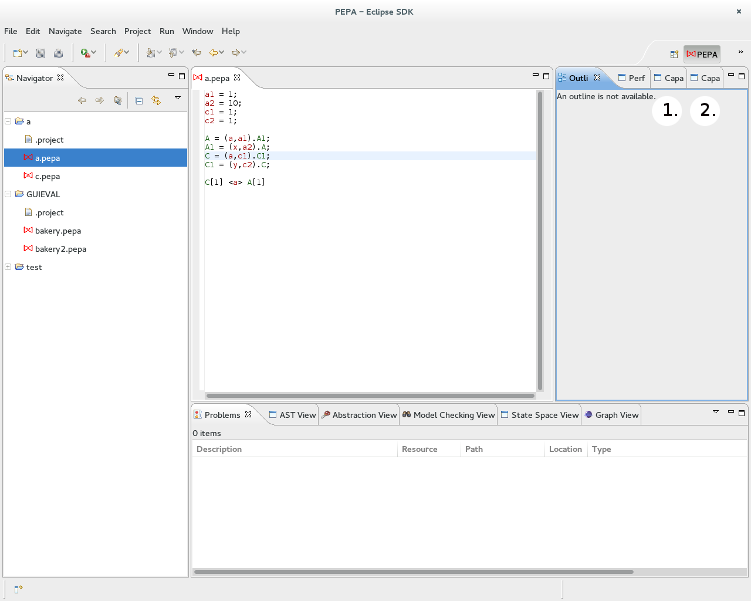 PEPA – Eclipse SDK
File Edit Navigate Search Project Run Window Help
PEPA
Navigator
a
.project
a.pepa
c.pepa
GUIEVAL
.project
bakery.pepa
bakery2.pepa
test
a.pepa
a1 = 1;
a2 = 10;
c1 = 1;
c2 = 1;
A = (a,a1).A1;
A1 = (x,a2).A;
C = (a,c1).C1;
C1 = (y,c2).C;
C[1] <a> A[1]
Outli Perf Capa Capa
An outline is not available.
1. 2.
Problems AST View Abstraction View Model Checking View State Space View Graph View
0 items
Description Resource Path Location Type